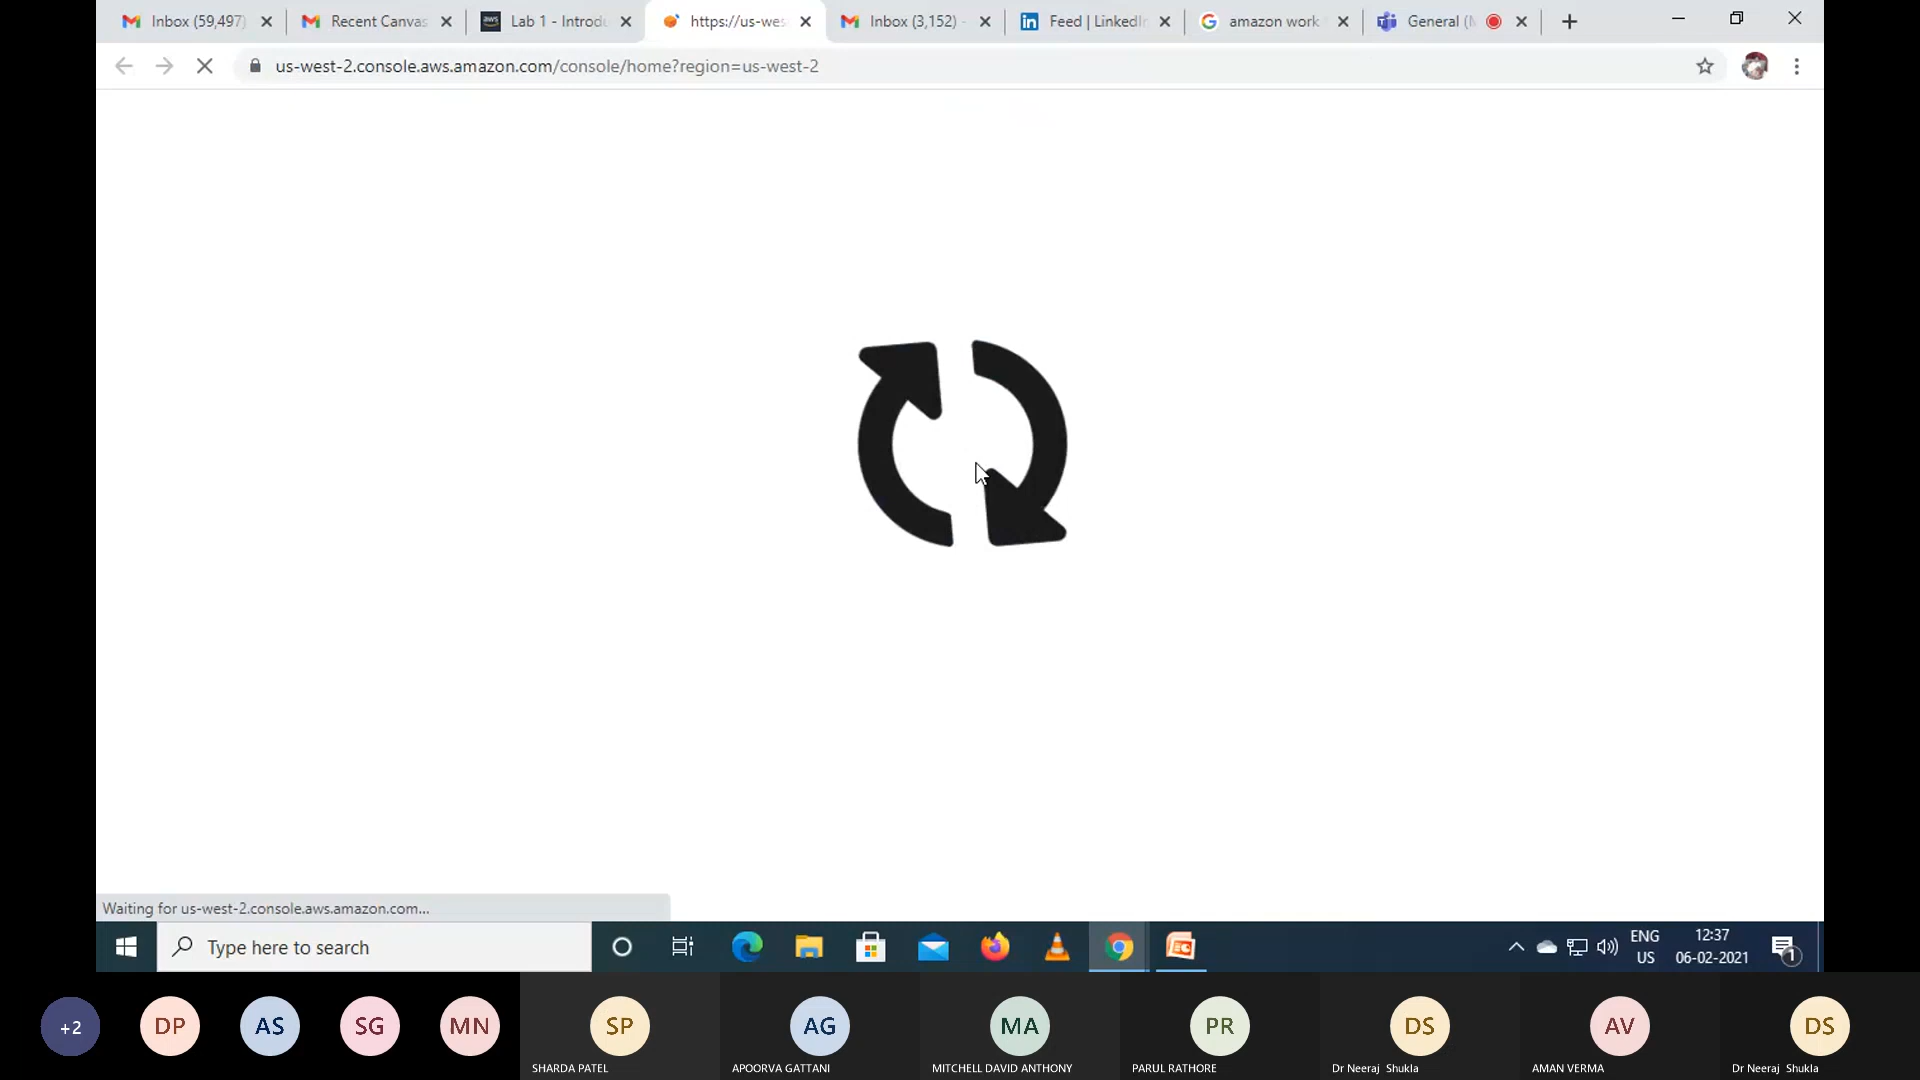 Inbox (59,497)
Recent Canvas
aws
Lab 1 - Introdu
https://us-wes
Inbox (3,152) -
Feed | LinkedIn
amazon work
General (
us-west-2.console.aws.amazon.com/console/home?region=us-west-2
Waiting for us-west-2.console.aws.amazon.com...
Type here to search
ENG
US
12:37
06-02-2021
1
+2
DP
AS
SG
MN
SP
SHARDA PATEL
AG
APOORVA GATTANI
MA
MITCHELL DAVID ANTHONY
PR
PARUL RATHORE
DS
Dr Neeraj Shukla
AV
AMAN VERMA
DS
Dr Neeraj Shukla